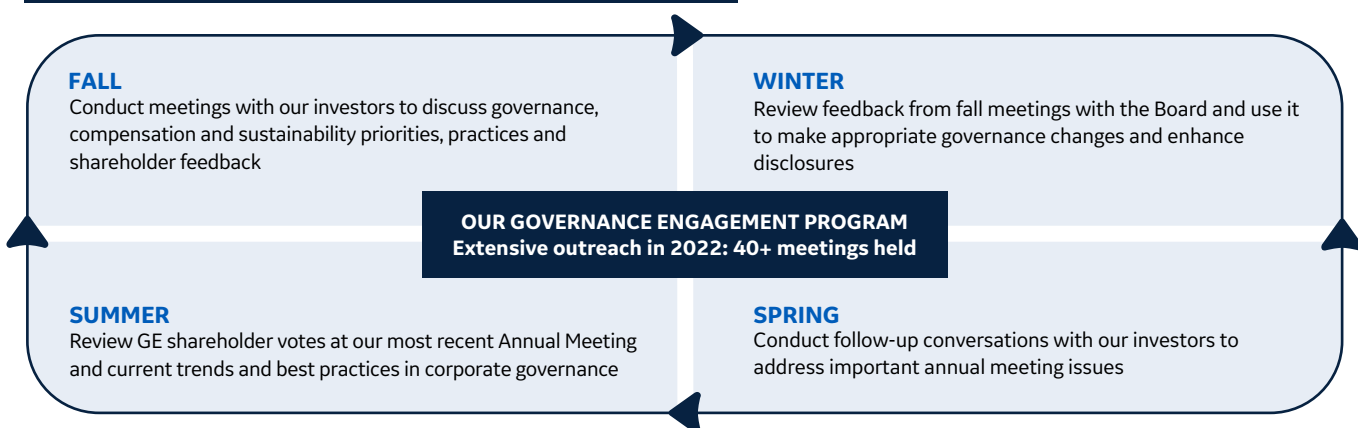 FALL
Conduct meetings with our investors to discuss governance,
compensation and sustainability priorities, practices and
shareholder feedback
WINTER
Review feedback from fall meetings with the Board and use it
to make appropriate governance changes and enhance
disclosures
OUR GOVERNANCE ENGAGEMENT PROGRAM
Extensive outreach in 2022: 40+ meetings held
SUMMER
Review GE shareholder votes at our most recent Annual Meeting
and current trends and best practices in corporate governance
SPRING
Conduct follow-up conversations with our investors to
address important annual meeting issues